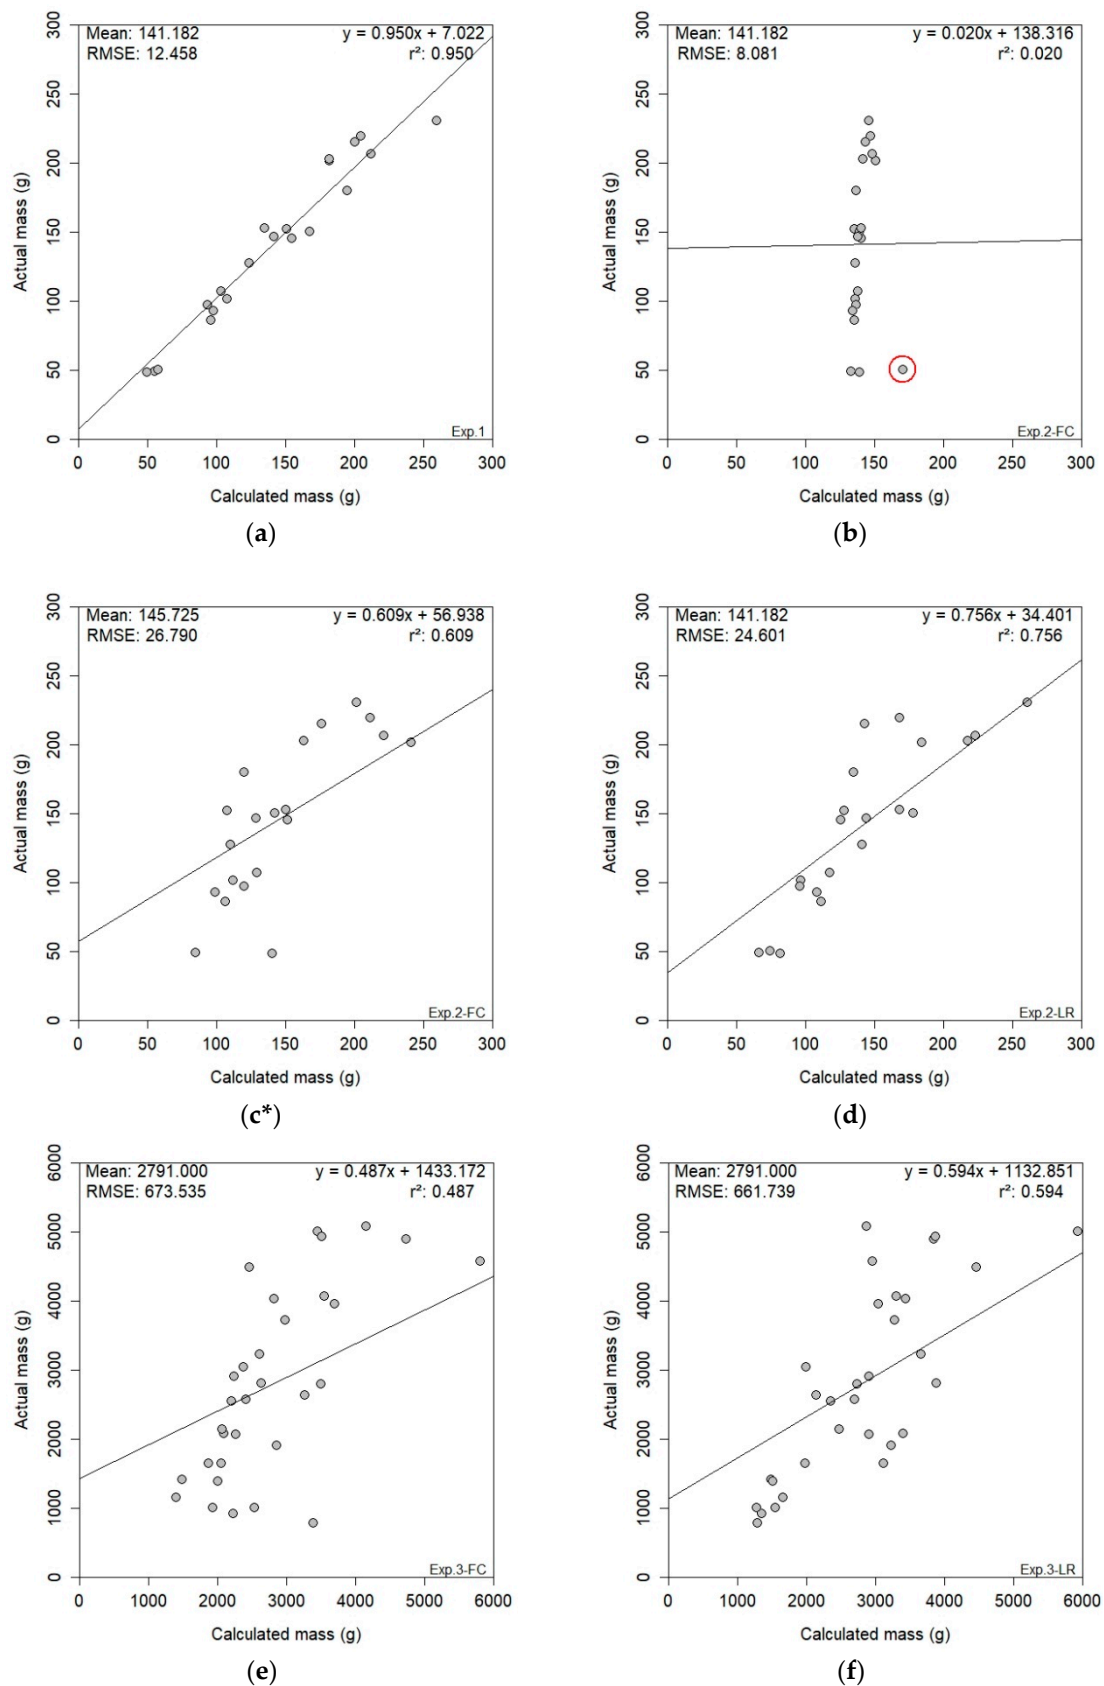 Mean: 141.182
RMSE: 12.458
y = 0.950x + 7.022
r²: 0.950
300
250
200
150
100
50
0
Actual mass (g)
Exp.1
0 50 100 150 200 250 300
Calculated mass (g)
(a)
Mean: 141.182
RMSE: 8.081
y = 0.020x + 138.316
r²: 0.020
300
250
200
150
100
50
0
Actual mass (g)
Exp.2-FC
0 50 100 150 200 250 300
Calculated mass (g)
(b)
Mean: 145.725
RMSE: 26.790
y = 0.609x + 56.938
r²: 0.609
300
250
200
150
100
50
0
Actual mass (g)
Exp.2-FC
0 50 100 150 200 250 300
Calculated mass (g)
(c*)
Mean: 141.182
RMSE: 24.601
y = 0.756x + 34.401
r²: 0.756
300
250
200
150
100
50
0
Actual mass (g)
Exp.2-LR
0 50 100 150 200 250 300
Calculated mass (g)
(d)
Mean: 2791.000
RMSE: 673.535
y = 0.487x + 1433.172
r²: 0.487
6000
5000
4000
3000
2000
1000
0
Actual mass (g)
Exp.3-FC
0 1000 2000 3000 4000 5000 6000
Calculated mass (g)
(e)
Mean: 2791.000
RMSE: 661.739
y = 0.594x + 1132.851
r²: 0.594
6000
5000
4000
3000
2000
1000
0
Actual mass (g)
Exp.3-LR
0 1000 2000 3000 4000 5000 6000
Calculated mass (g)
(f)